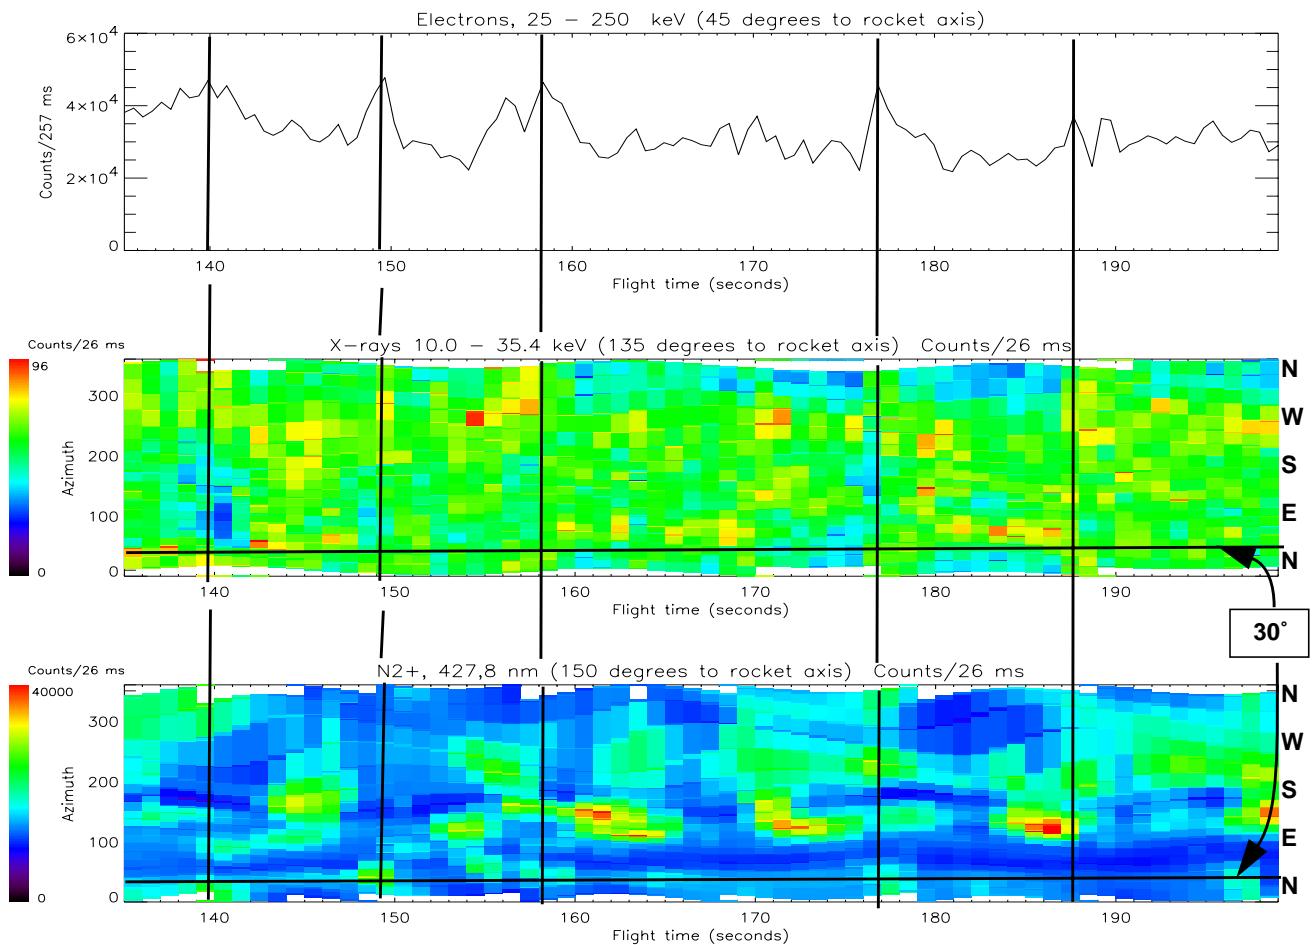 Electrons, 25 – 250 keV (45 degrees to rocket axis)
6×10⁴
4×10⁴
2×10⁴
0
Counts/257 ms
140 150 160 170 180 190
Flight time (seconds)
Counts/26 ms
96
0
X–rays 10.0 – 35.4 keV (135 degrees to rocket axis) Counts/26 ms
300
200
100
0
Azimuth
N
W
S
E
N
140 150 160 170 180 190
Flight time (seconds)
30°
Counts/26 ms
40000
0
N2+, 427,8 nm (150 degrees to rocket axis) Counts/26 ms
300
200
100
0
Azimuth
N
W
S
E
N
140 150 160 170 180 190
Flight time (seconds)